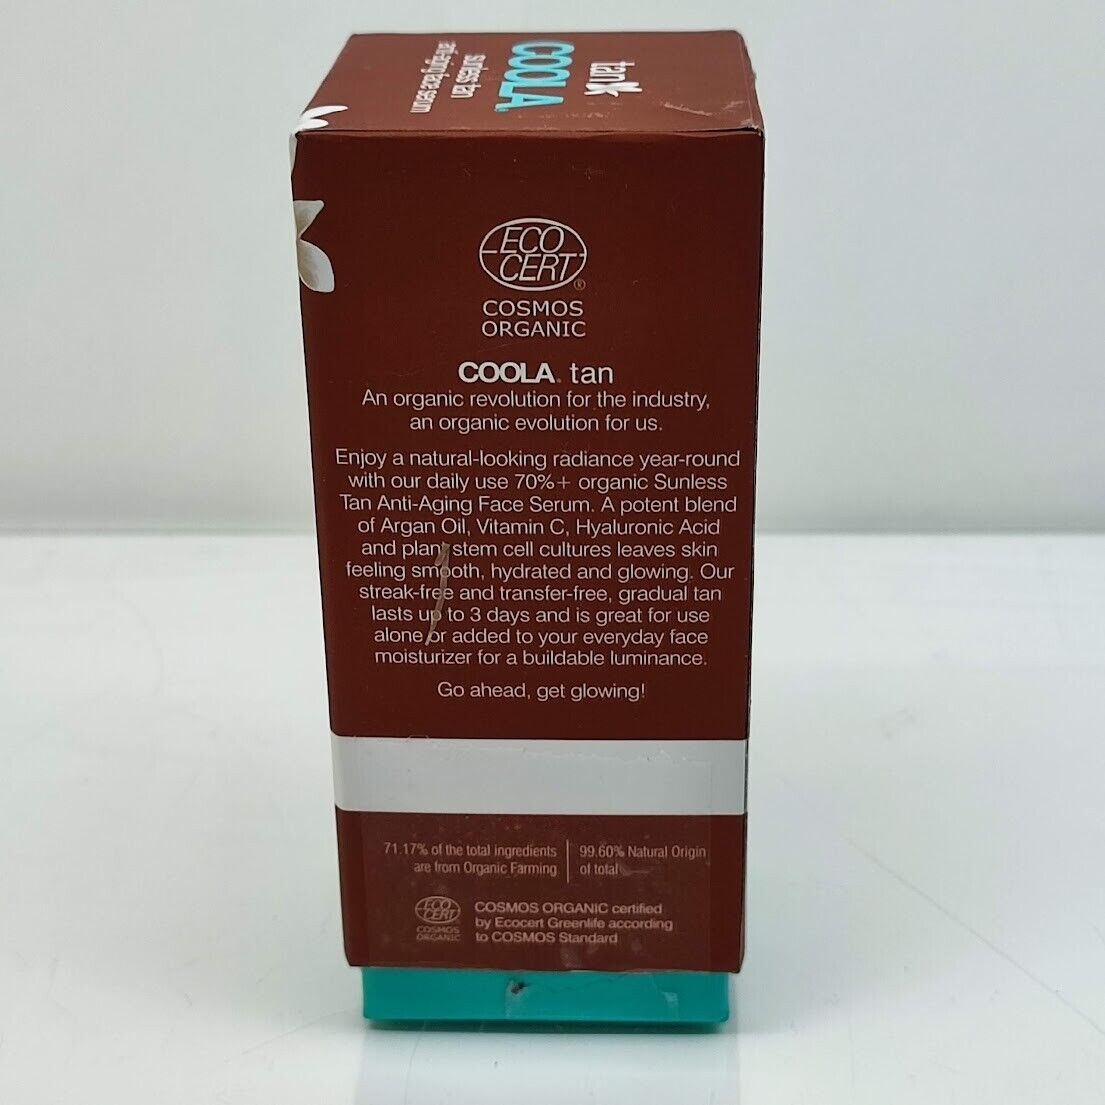 tan
COOLA®
sunless tan
anti-aging face serum
ECO
CERT®
COSMOS
ORGANIC
COOLA. tan
An organic revolution for the industry,
an organic evolution for us.
Enjoy a natural-looking radiance year-round
with our daily use 70%+ organic Sunless
Tan Anti-Aging Face Serum. A potent blend
of Argan Oil, Vitamin C, Hyaluronic Acid
and plant stem cell cultures leaves skin
feeling smooth, hydrated and glowing. Our
streak-free and transfer-free, gradual tan
lasts up to 3 days and is great for use
alone or added to your everyday face
moisturizer for a buildable luminance.
Go ahead, get glowing!
71.17% of the total ingredients
are from Organic Farming
99.60% Natural Origin
of total
ECO
CERT
COSMOS
ORGANIC
COSMOS ORGANIC certified
by Ecocert Greenlife according
to COSMOS Standard